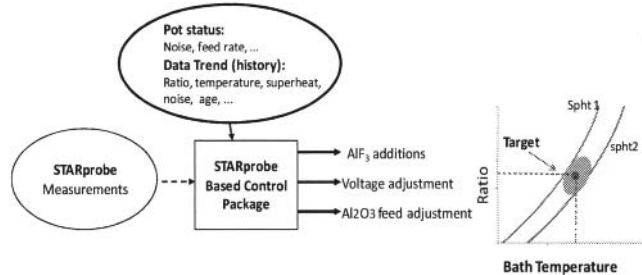 Pot status:
Noise, feed rate, ...
Data Trend (history):
Ratio, temperature, superheat,
noise, age, ...
STARprobe
Measurements
STARprobe
Based Control
Package
AlF₃ additions
Voltage adjustment
Al2O3 feed adjustment
Spht 1
spht2
Target
Ratio
Bath Temperature